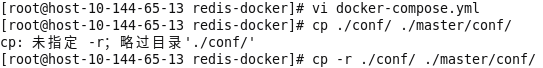 [root@host-10-144-65-13 redis-docker]# vi docker-compose.yml
[root@host-10-144-65-13 redis-docker]# cp ./conf/ ./master/conf/
cp: 未指定 -r；略过目录'./conf/'
[root@host-10-144-65-13 redis-docker]# cp -r ./conf/ ./master/conf/